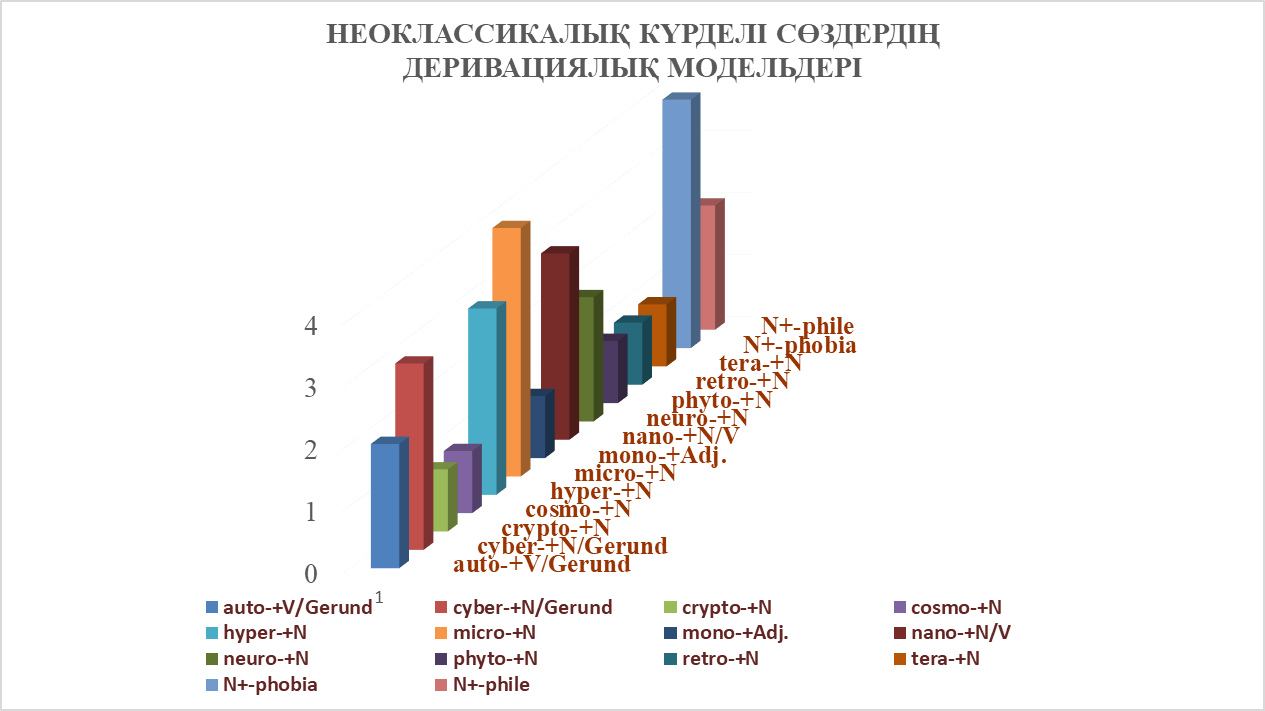 НЕОКЛАССИКАЛЫҚ КҮРДЕЛІ СӨЗДЕРДІҢ
ДЕРИВАЦИЯЛЫҚ МОДЕЛЬДЕРІ
4
3
2
1
0
N+-phile
N+-phobia
tera-+N
retro-+N
phyto-+N
neuro-+N
nano-+N/V
mono-+Adj.
micro-+N
hyper-+N
cosmo-+N
crypto-+N
cyber-+N/Gerund
auto-+V/Gerund
1
auto-+V/Gerund cyber-+N/Gerund crypto-+N cosmo-+N
hyper-+N micro-+N mono-+Adj. nano-+N/V
neuro-+N phyto-+N retro-+N tera-+N
N+-phobia N+-phile